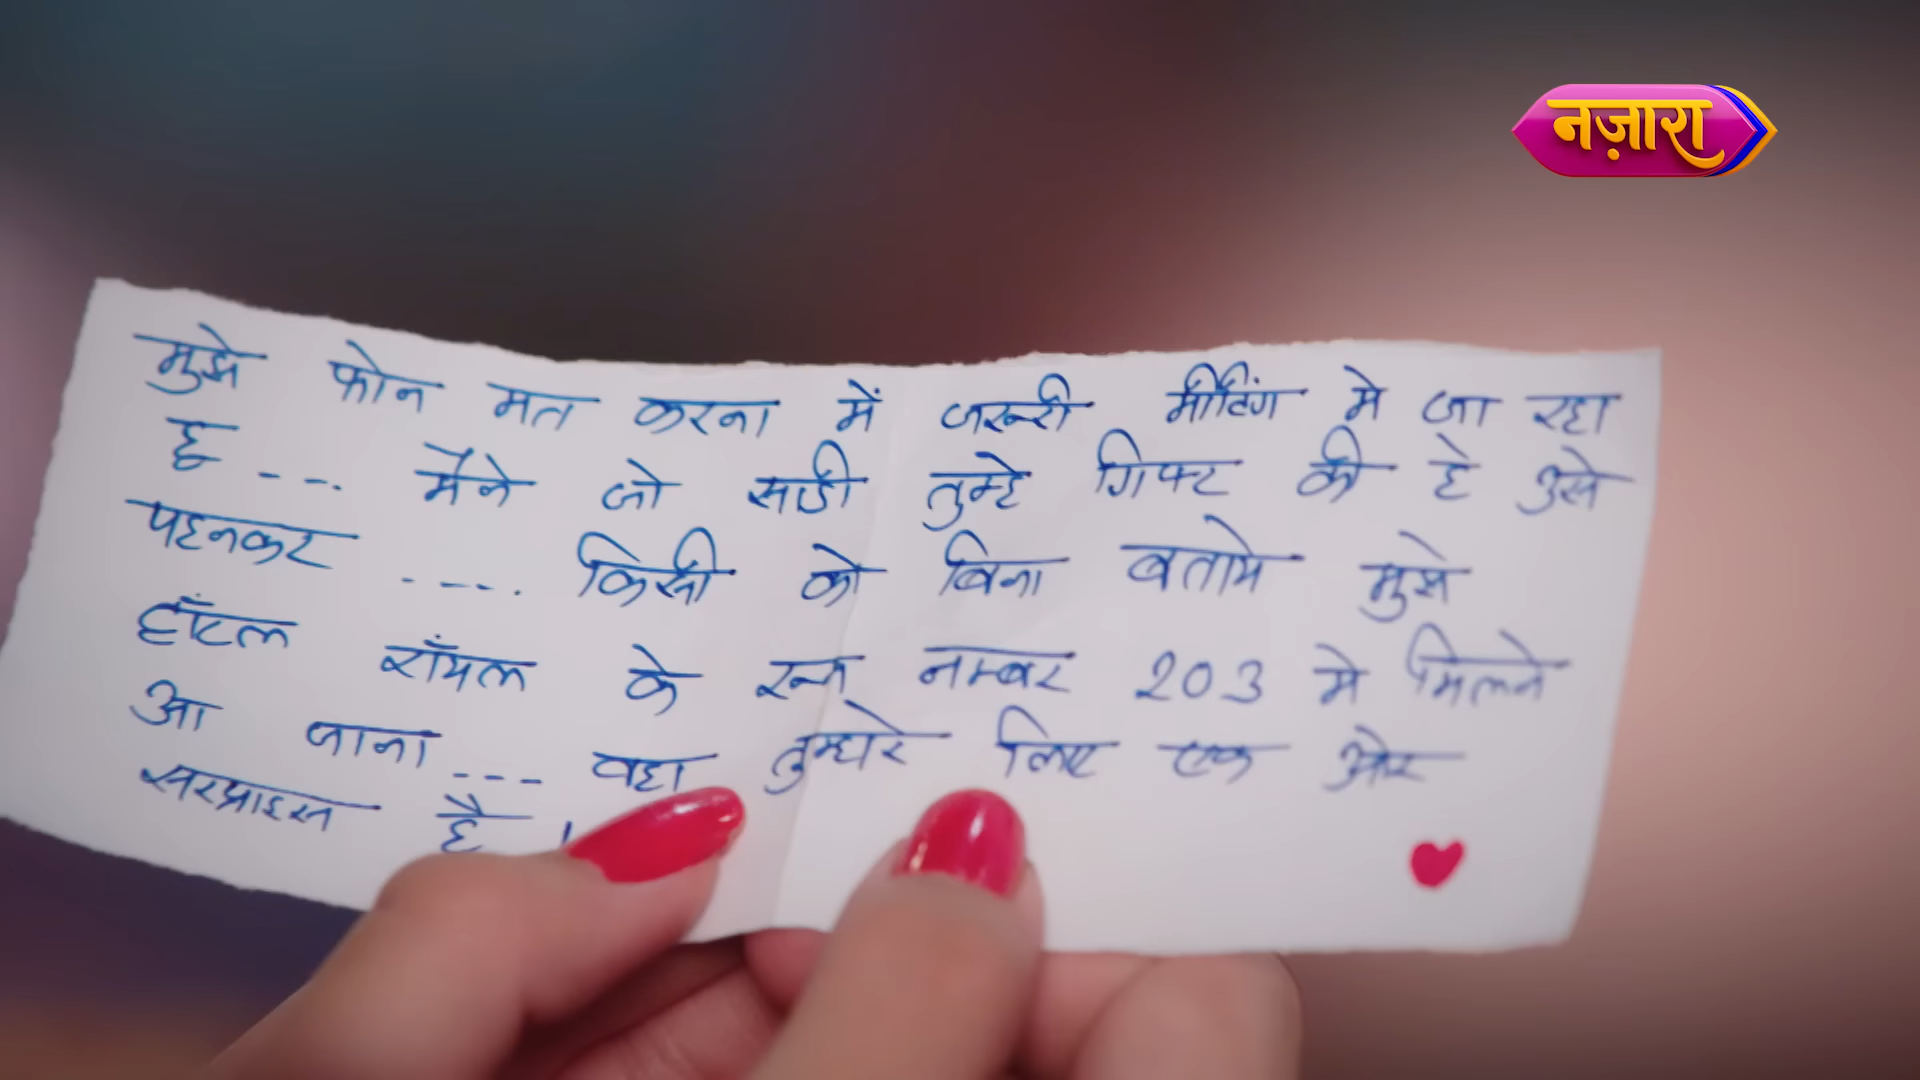 नज़ारा
मुझे फोन मत करना में जरूरी मीटिंग मे जा रहा
हू --- मैने जो साडी तुम्हे गिफ्ट की हे उसे
पहनकर ---- किसी को बिना बताये मुझे
हॉटल रॉयल के रूम नम्बर 203 मे मिलने
आ जाना --- वहा तुम्हारे लिए एक और
सरप्राइस है ।